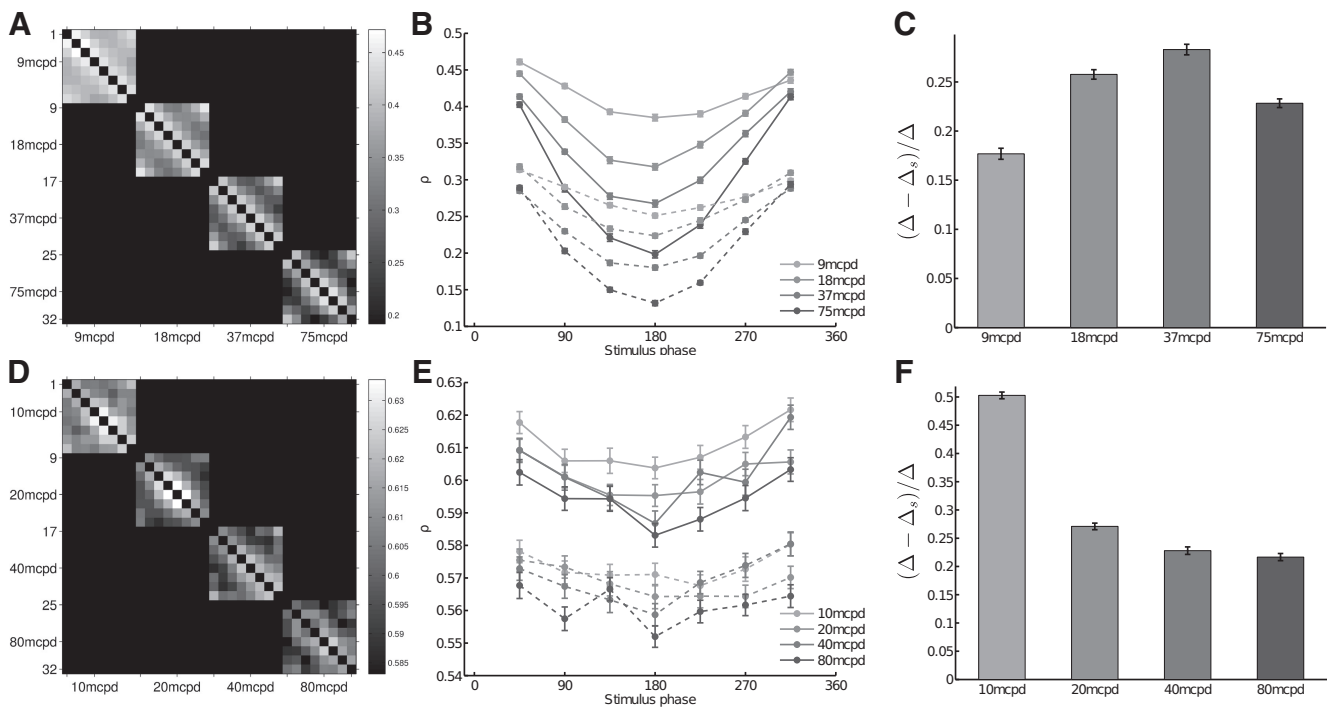 A
1
9mcpd
9
18mcpd
17
37mcpd
25
75mcpd
32
9mcpd 18mcpd 37mcpd 75mcpd
0.45
0.4
0.35
0.3
0.25
0.2
B
0.5
0.45
0.4
0.35
0.3
0.25
0.2
0.15
0.1
ρ
0 90 180 270 360
Stimulus phase
9mcpd
18mcpd
37mcpd
75mcpd
C
(Δ − Δs)/Δ
0.25
0.2
0.15
0.1
0.05
0
9mcpd 18mcpd 37mcpd 75mcpd
D
1
10mcpd
9
20mcpd
17
40mcpd
25
80mcpd
32
10mcpd 20mcpd 40mcpd 80mcpd
0.63
0.625
0.62
0.615
0.61
0.605
0.6
0.595
0.59
0.585
E
0.63
0.62
0.61
0.6
0.59
0.58
0.57
0.56
0.55
0.54
ρ
0 90 180 270 360
Stimulus phase
10mcpd
20mcpd
40mcpd
80mcpd
F
(Δ − Δs)/Δ
0.5
0.45
0.4
0.35
0.3
0.25
0.2
0.15
0.1
0.05
0
10mcpd 20mcpd 40mcpd 80mcpd